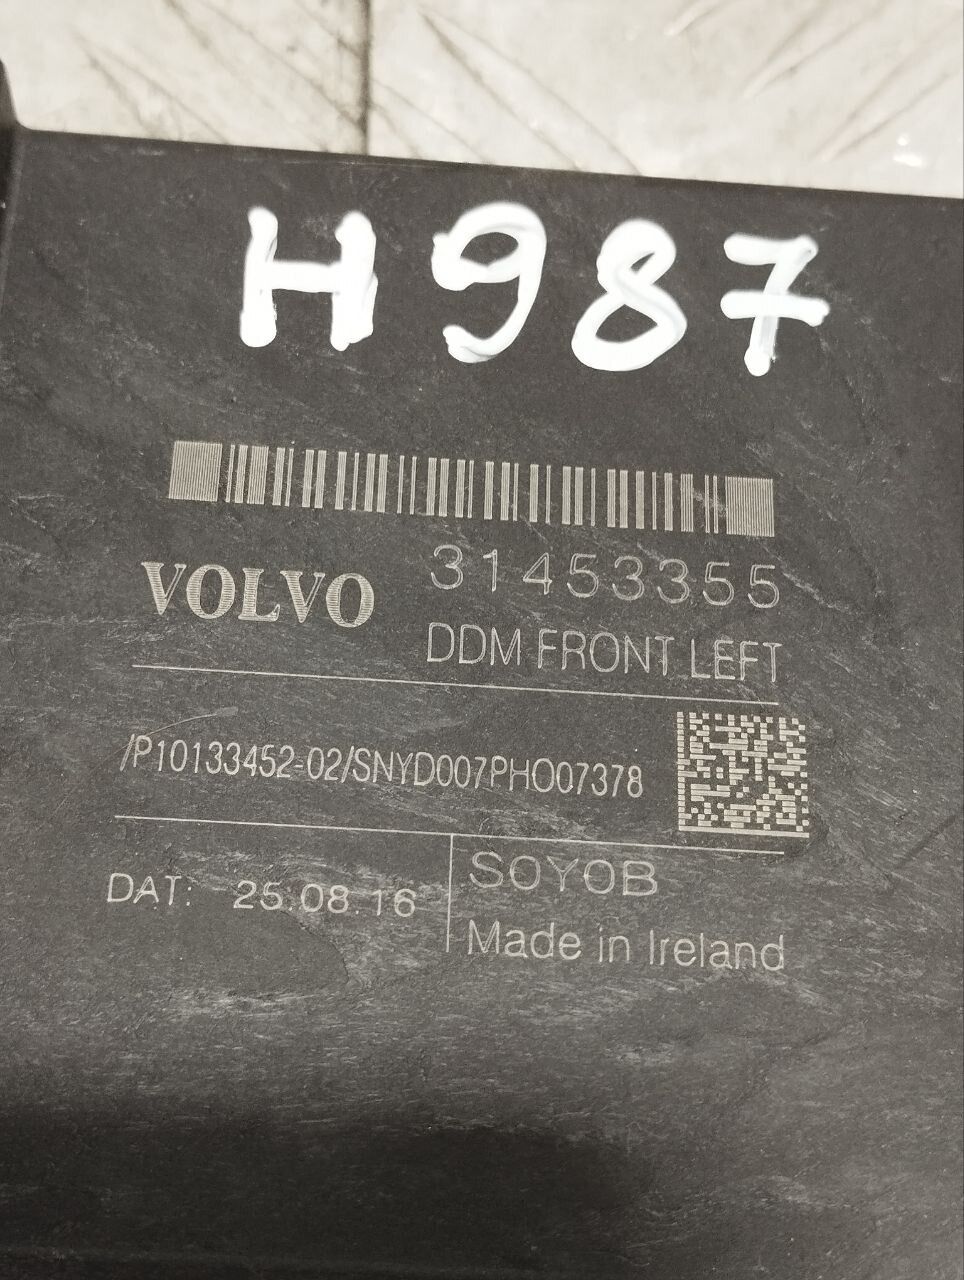 H987
VOLVO
31453355
DDM FRONT LEFT
/P10133452-02/SNYD007PHO07378
DAT: 25.08.16
SOYOB
Made in Ireland